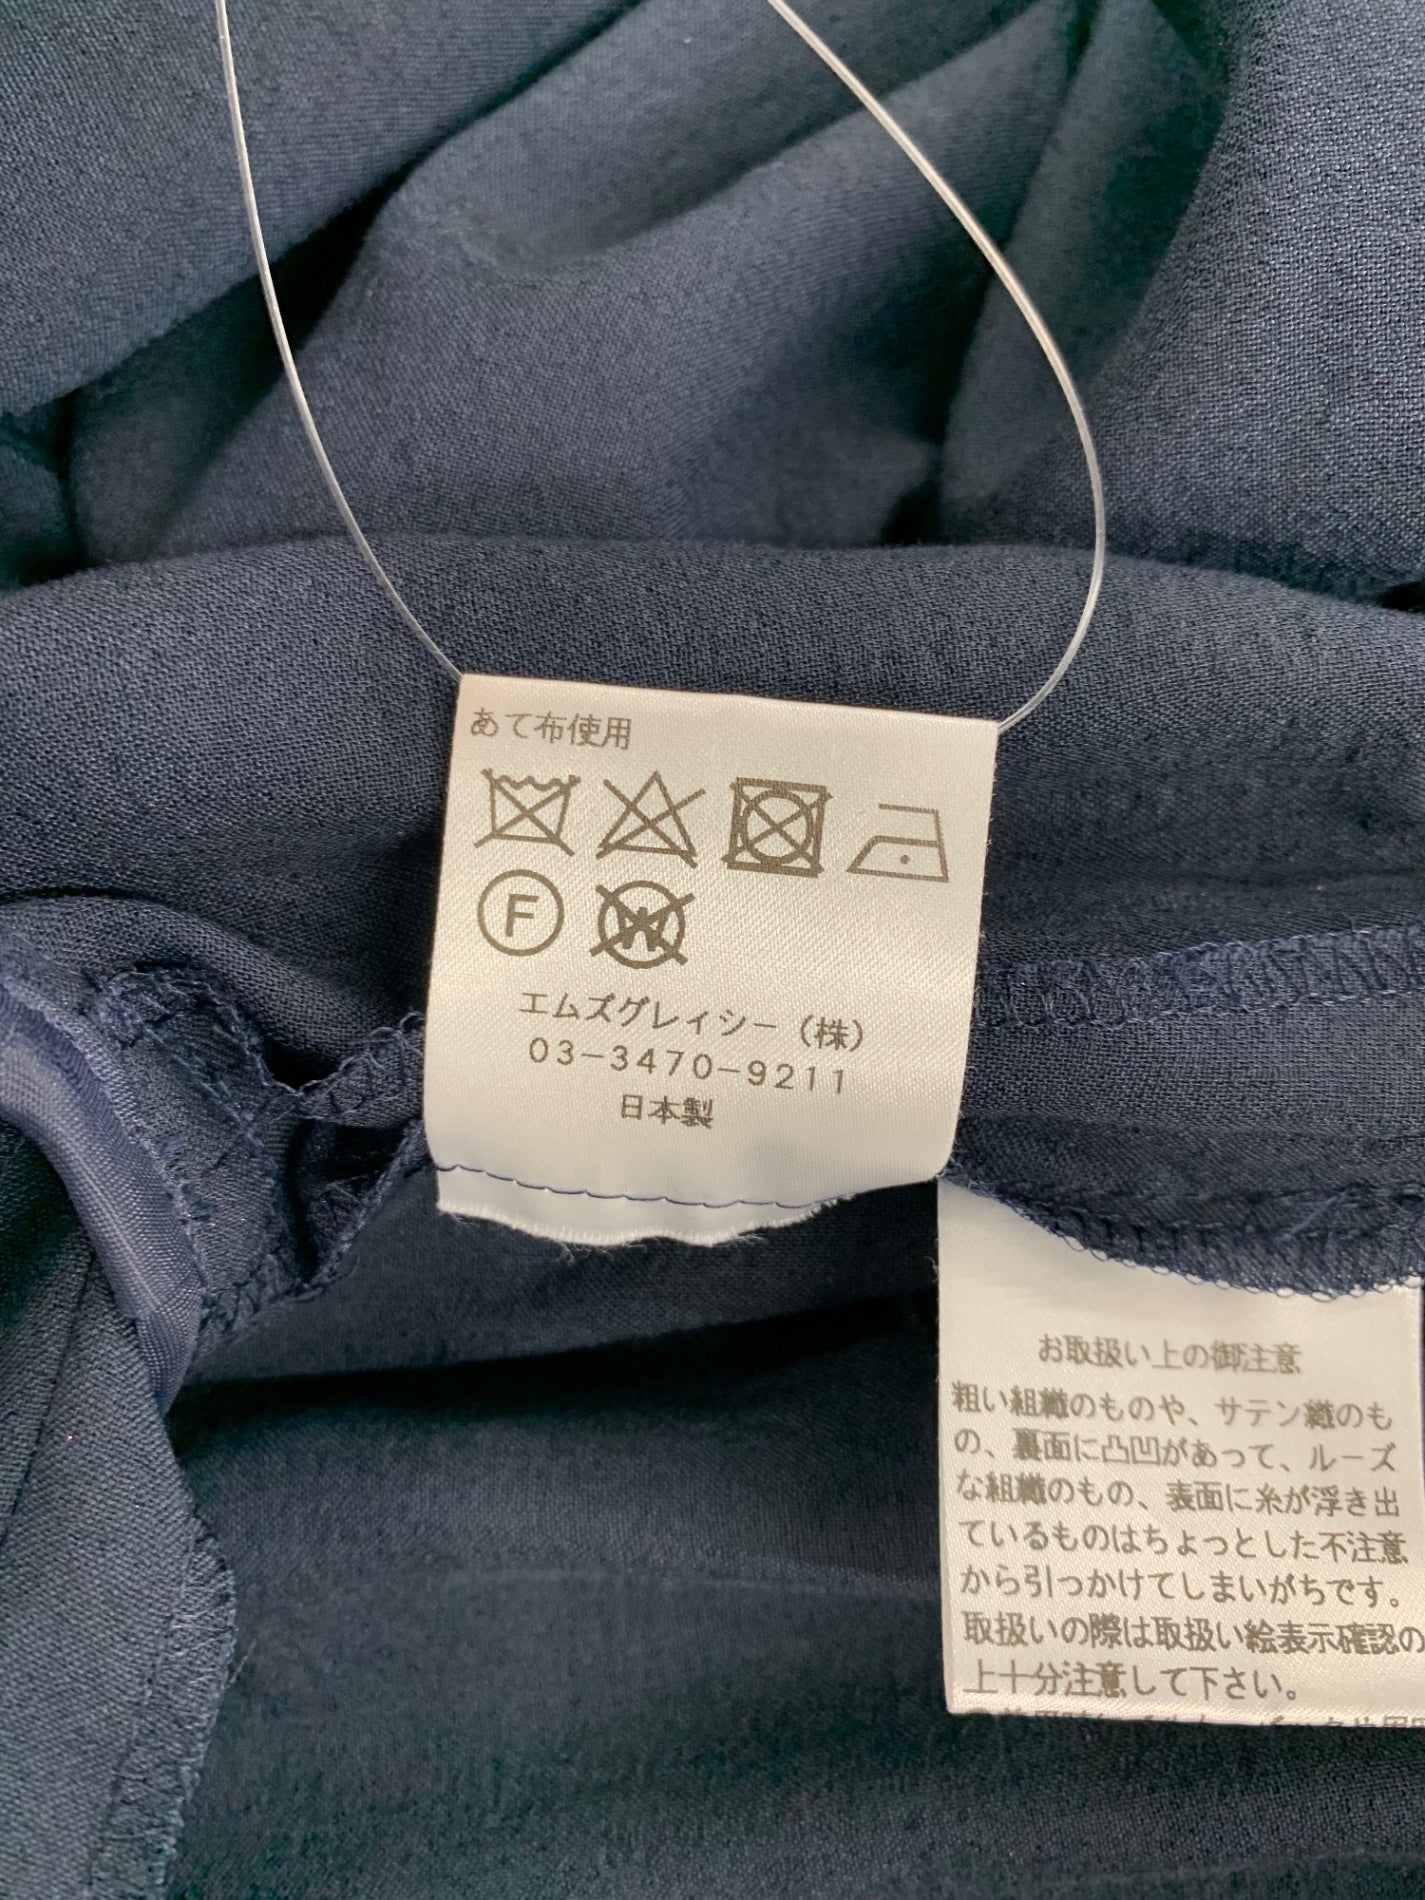 あて布使用
F
W
エムズグレイシー（株）
03-3470-9211
日本製
お取扱い上の御注意
粗い組織のものや、サテン織のも
の、裏面に凸凹があって、ルーズ
な組織のもの、表面に糸が浮き出
ているものはちょっとした不注意
から引っかけてしまいがちです。
取扱いの際は取扱い絵表示確認の
上十分注意して下さい。